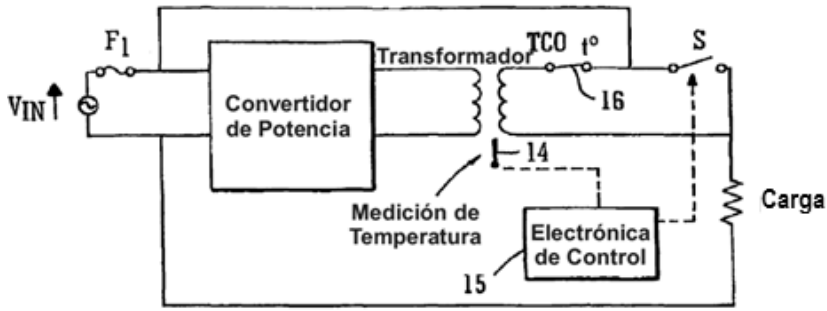 F1
VIN
Convertidor
de Potencia
Transformador
TCO t°
16
S
14
Medición de
Temperatura
Electrónica
de Control
15
Carga